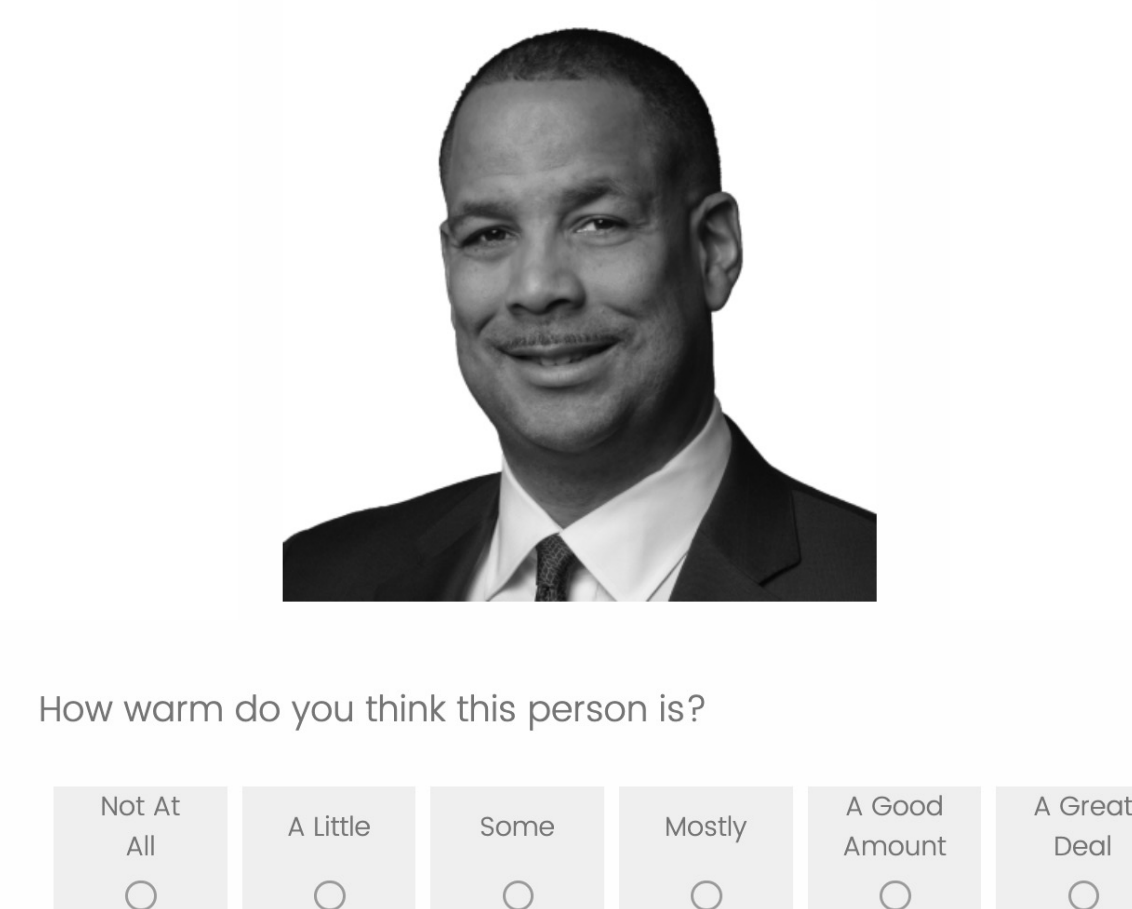 How warm do you think this person is?
Not At All
A Little
Some
Mostly
A Good Amount
A Great Deal